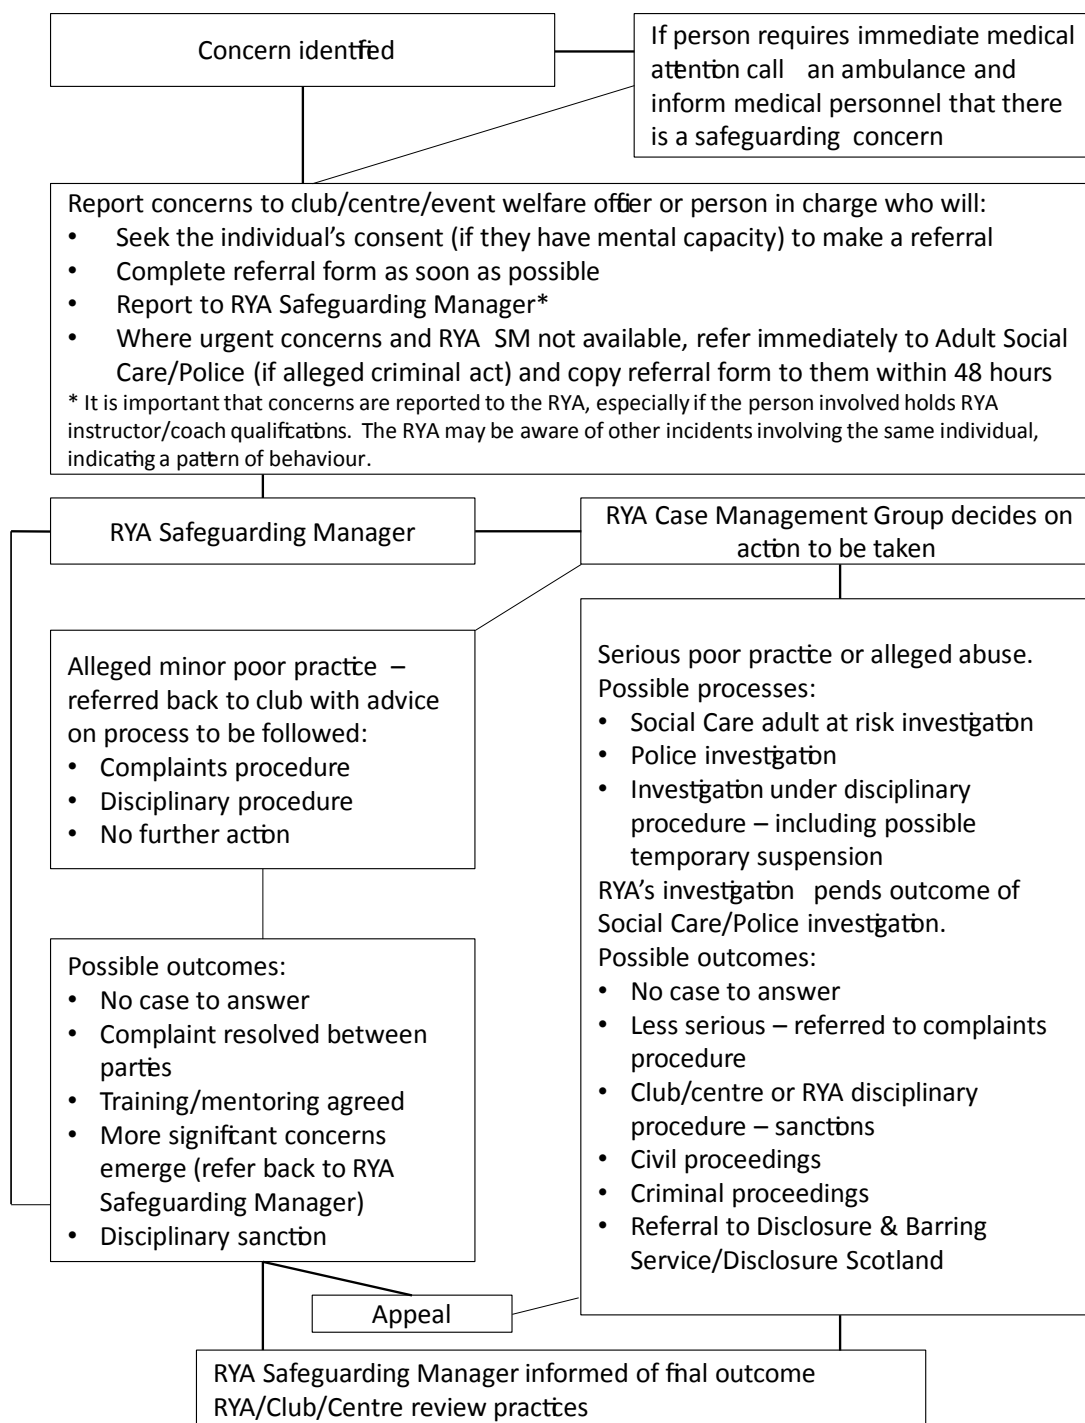 Concern identified
If person requires immediate medical
attention call an ambulance and
inform medical personnel that there
is a safeguarding concern
Report concerns to club/centre/event welfare officer or person in charge who will:
• Seek the individual’s consent (if they have mental capacity) to make a referral
• Complete referral form as soon as possible
• Report to RYA Safeguarding Manager*
• Where urgent concerns and RYA SM not available, refer immediately to Adult Social
Care/Police (if alleged criminal act) and copy referral form to them within 48 hours
* It is important that concerns are reported to the RYA, especially if the person involved holds RYA
instructor/coach qualifications. The RYA may be aware of other incidents involving the same individual,
indicating a pattern of behaviour.
RYA Safeguarding Manager
RYA Case Management Group decides on
action to be taken
Alleged minor poor practice –
referred back to club with advice
on process to be followed:
• Complaints procedure
• Disciplinary procedure
• No further action
Serious poor practice or alleged abuse.
Possible processes:
• Social Care adult at risk investigation
• Police investigation
• Investigation under disciplinary
procedure – including possible
temporary suspension
RYA’s investigation pends outcome of
Social Care/Police investigation.
Possible outcomes:
• No case to answer
• Less serious – referred to complaints
procedure
• Club/centre or RYA disciplinary
procedure – sanctions
• Civil proceedings
• Criminal proceedings
• Referral to Disclosure & Barring
Service/Disclosure Scotland
Possible outcomes:
• No case to answer
• Complaint resolved between
parties
• Training/mentoring agreed
• More significant concerns
emerge (refer back to RYA
Safeguarding Manager)
• Disciplinary sanction
Appeal
RYA Safeguarding Manager informed of final outcome
RYA/Club/Centre review practices